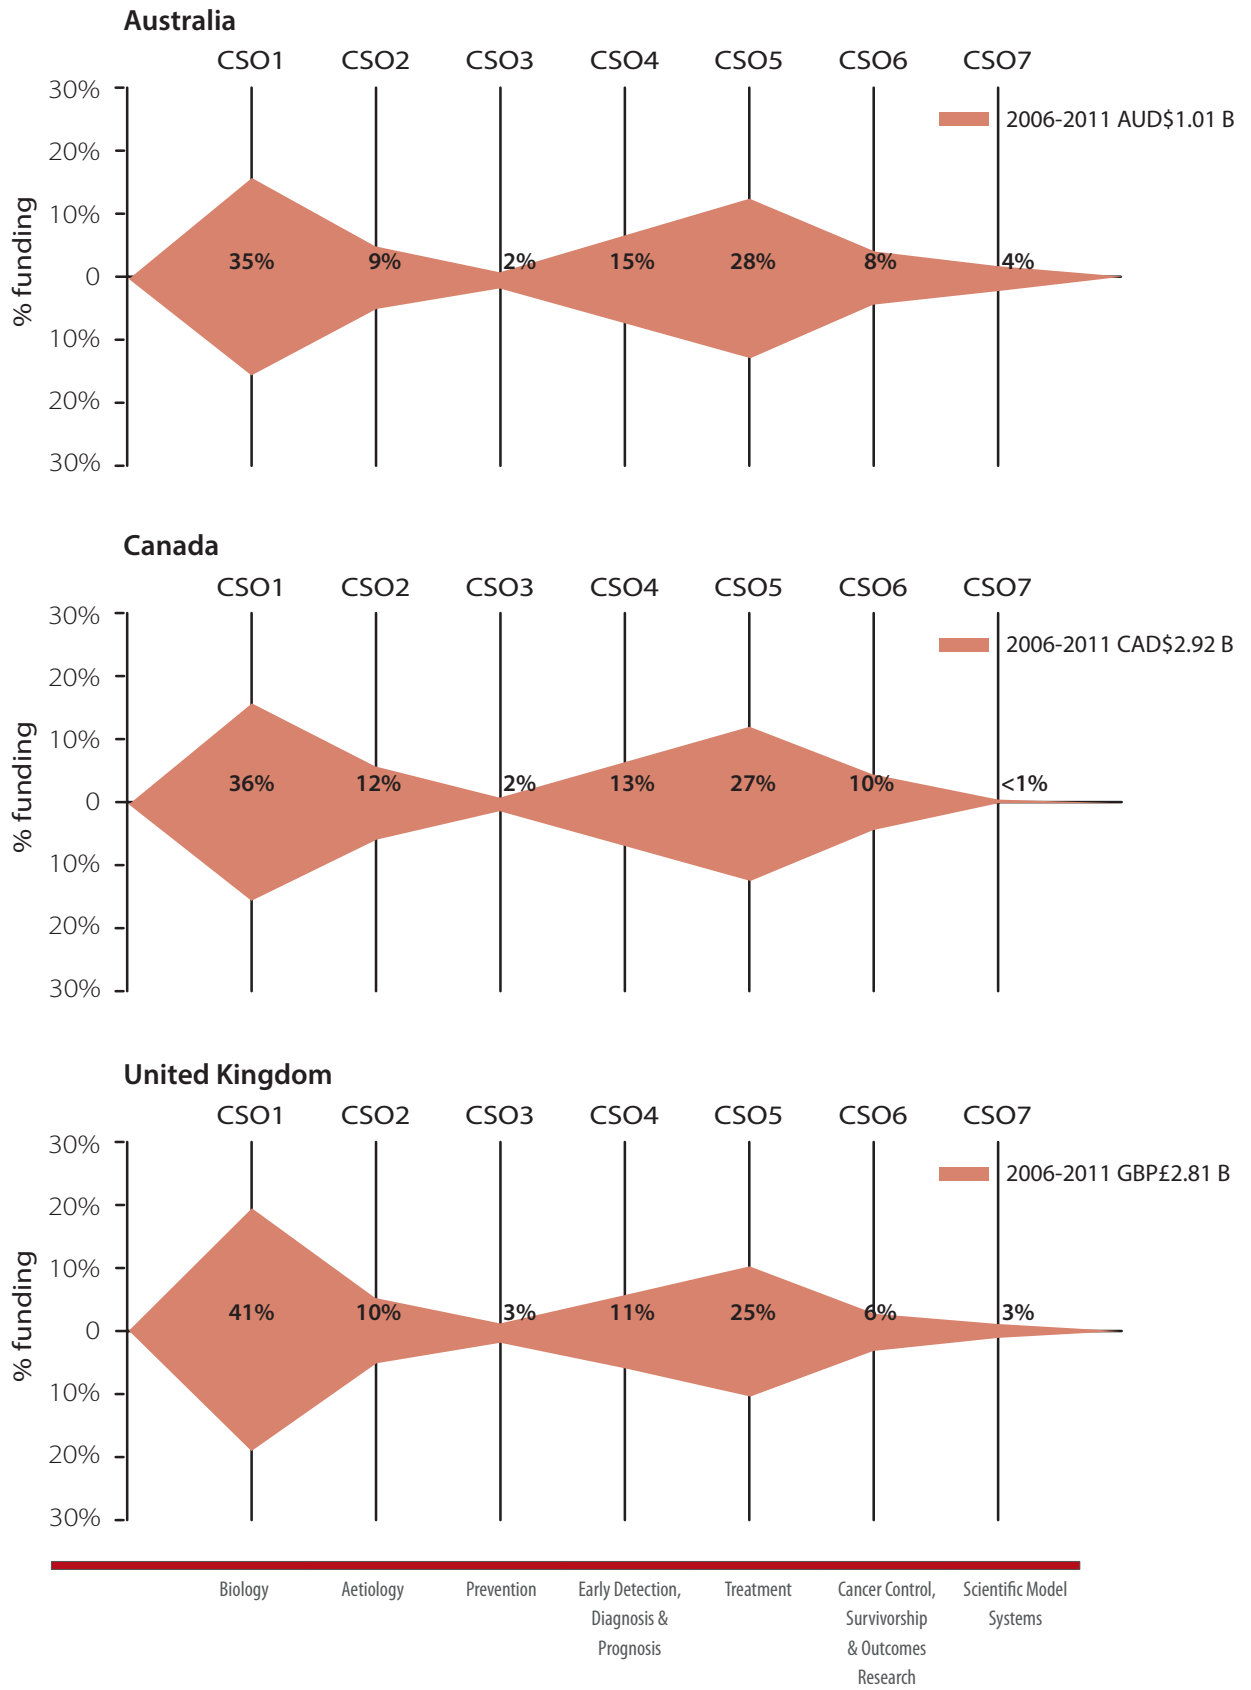 Australia
CSO1 CSO2 CSO3 CSO4 CSO5 CSO6 CSO7
30%
2006-2011 AUD$1.01 B
20%
10%
% funding
35% 9% 2% 15% 28% 8% 4%
0
10%
20%
30%
Canada
CSO1 CSO2 CSO3 CSO4 CSO5 CSO6 CSO7
30%
2006-2011 CAD$2.92 B
20%
10%
% funding
36% 12% 2% 13% 27% 10% <1%
0
10%
20%
30%
United Kingdom
CSO1 CSO2 CSO3 CSO4 CSO5 CSO6 CSO7
30%
2006-2011 GBP£2.81 B
20%
10%
% funding
41% 10% 3% 11% 25% 6% 3%
0
10%
20%
30%
Biology
Aetiology
Prevention
Early Detection,
Diagnosis &
Prognosis
Treatment
Cancer Control,
Survivorship
& Outcomes
Research
Scientific Model
Systems